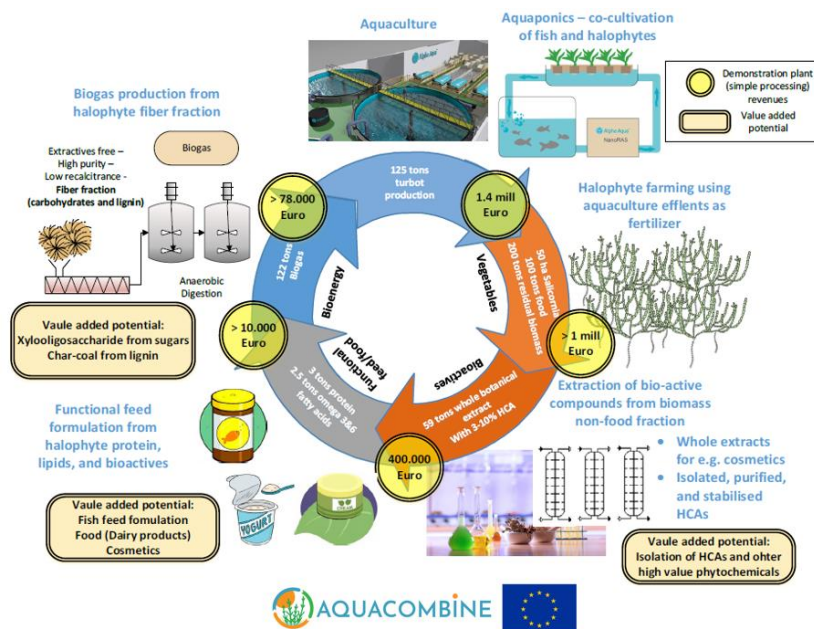 Aquaculture
Aquaponics – co-cultivation
of fish and halophytes
Demonstration plant
(simple processing)
revenues
Value added
potential
Biogas production from
halophyte fiber fraction
Extractives free –
High purity –
Low recalcitrance -
Fiber fraction
(carbohydrates and lignin)
Biogas
Anaerobic
Digestion
Vaule added potential:
Xylooligosaccharide from sugars
Char-coal from lignin
> 78.000
Euro
125 tons
turbot
production
1.4 mill
Euro
Halophyte farming using
aquaculture efflents as
fertilizer
122 tons
Biogas
Bioenergy
Vegetables
50 ha Salicornia
100 tons food
200 tons residual biomass
> 10.000
Euro
> 1 mill
Euro
Functional
feed/food
Bioactives
3 tons protein
2.5 tons omega 3&6
fatty acids
59 tons whole botanical
extract
With 3-10% HCA
400.000
Euro
Functional feed
formulation from
halophyte protein,
lipids, and bioactives
YOGURT
Vaule added potential:
Fish feed fomulation
Food (Dairy products)
Cosmetics
Extraction of bio-active
compounds from biomass
non-food fraction
• Whole extracts
for e.g. cosmetics
• Isolated, purified,
and stabilised
HCAs
Vaule added potential:
Isolation of HCAs and ohter
high value phytochemicals
AQUACOMBINE